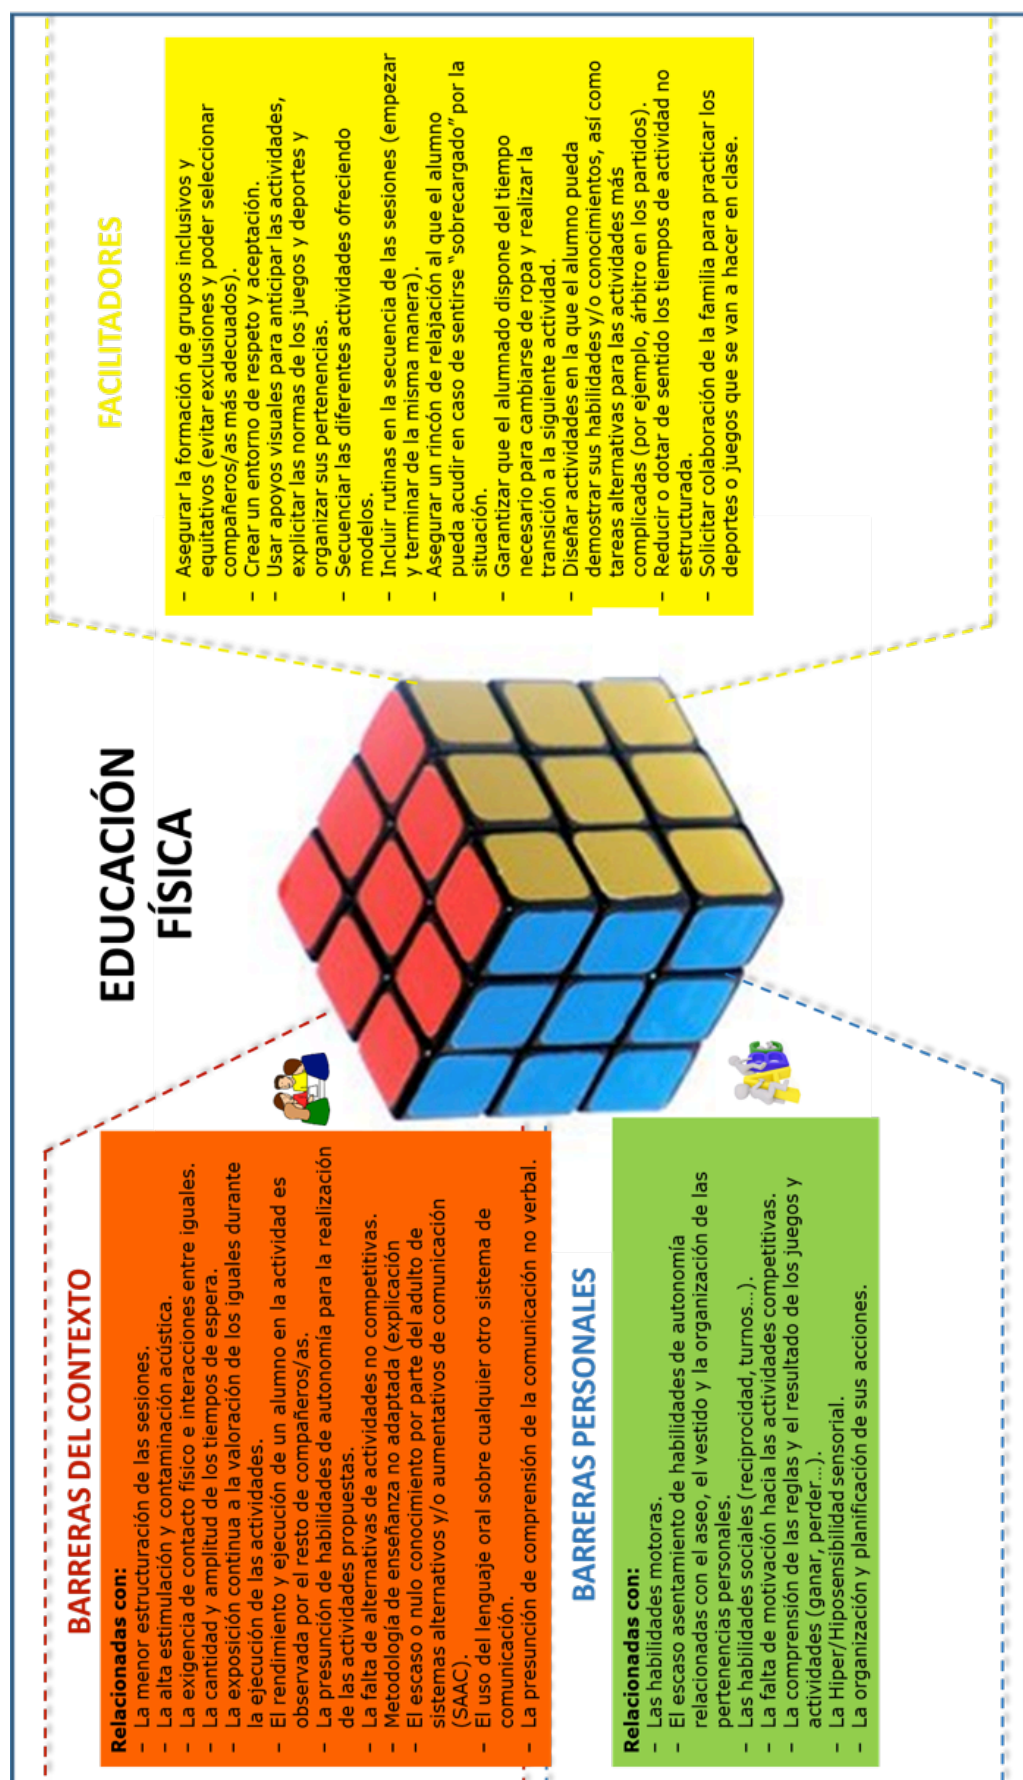 EDUCACIÓN
FÍSICA
BARRERAS DEL CONTEXTO
Relacionadas con:
– La menor estructuración de las sesiones.
– La alta estimulación y contaminación acústica.
– La exigencia de contacto físico e interacciones entre iguales.
– La cantidad y amplitud de los tiempos de espera.
– La exposición continua a la valoración de los iguales durante
la ejecución de las actividades.
– El rendimiento y ejecución de un alumno en la actividad es
observada por el resto de compañeros/as.
– La presunción de habilidades de autonomía para la realización
de las actividades propuestas.
– La falta de alternativas de actividades no competitivas.
– Metodología de enseñanza no adaptada (explicación
– El escaso o nulo conocimiento por parte del adulto de
sistemas alternativos y/o aumentativos de comunicación
(SAAC).
– El uso del lenguaje oral sobre cualquier otro sistema de
comunicación.
– La presunción de comprensión de la comunicación no verbal.
BARRERAS PERSONALES
Relacionadas con:
– Las habilidades motoras.
– El escaso asentamiento de habilidades de autonomía
relacionadas con el aseo, el vestido y la organización de las
pertenencias personales.
– Las habilidades sociales (reciprocidad, turnos...).
– La falta de motivación hacia las actividades competitivas.
– La comprensión de las reglas y el resultado de los juegos y
actividades (ganar, perder...).
– La Hiper/Hiposensibilidad sensorial.
– La organización y planificación de sus acciones.
FACILITADORES
– Asegurar la formación de grupos inclusivos y
equitativos (evitar exclusiones y poder seleccionar
compañeros/as más adecuados).
– Crear un entorno de respeto y aceptación.
– Usar apoyos visuales para anticipar las actividades,
explicitar las normas de los juegos y deportes y
organizar sus pertenencias.
– Secuenciar las diferentes actividades ofreciendo
modelos.
– Incluir rutinas en la secuencia de las sesiones (empezar
y terminar de la misma manera).
– Asegurar un rincón de relajación al que el alumno
pueda acudir en caso de sentirse “sobrecargado” por la
situación.
– Garantizar que el alumnado dispone del tiempo
necesario para cambiarse de ropa y realizar la
transición a la siguiente actividad.
– Diseñar actividades en la que el alumno pueda
demostrar sus habilidades y/o conocimientos, así como
tareas alternativas para las actividades más
complicadas (por ejemplo, árbitro en los partidos).
– Reducir o dotar de sentido los tiempos de actividad no
estructurada.
– Solicitar colaboración de la familia para practicar los
deportes o juegos que se van a hacer en clase.